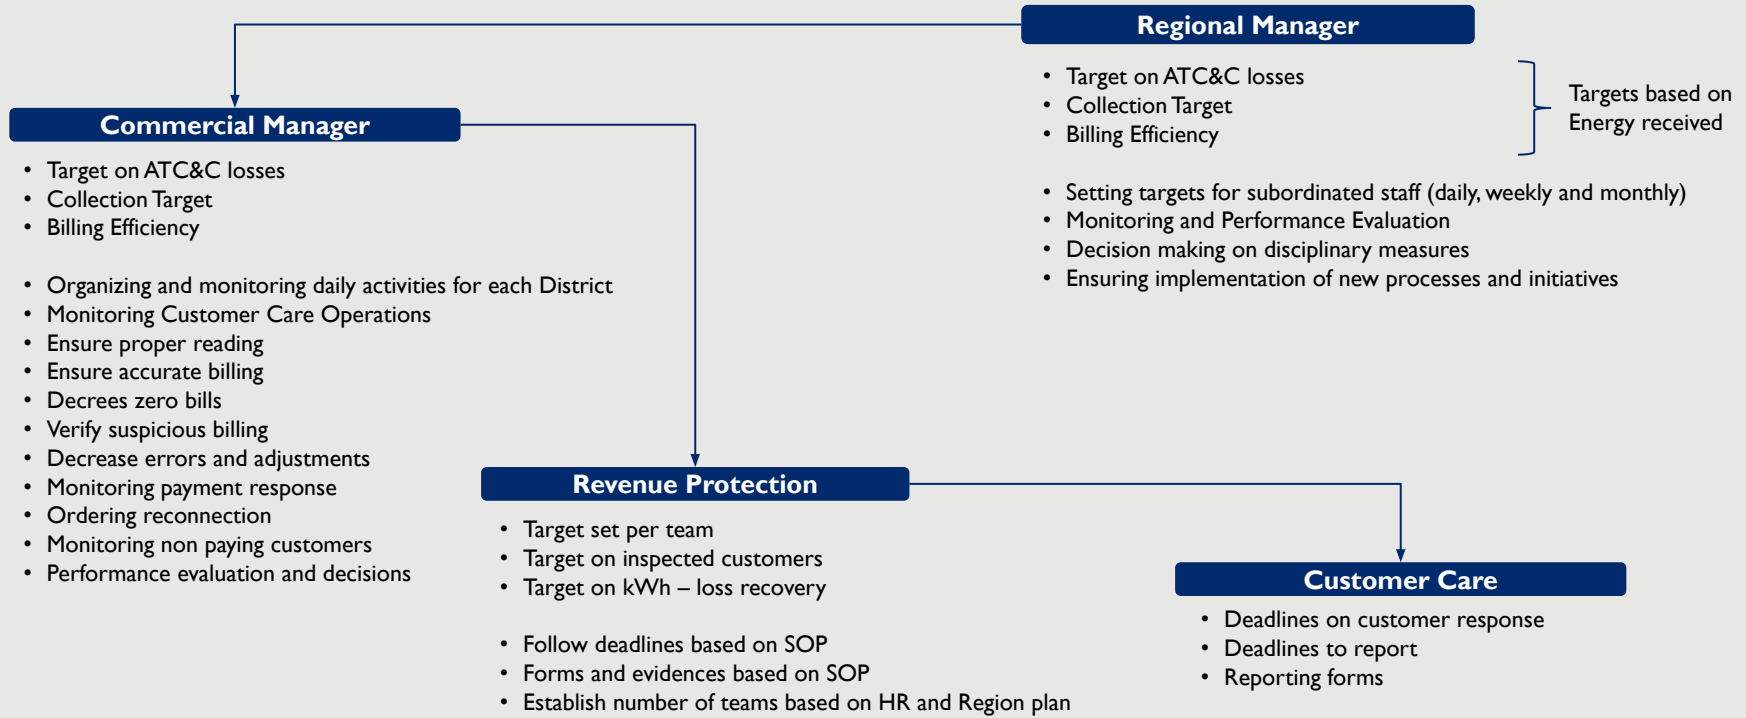 Regional Manager
• Target on ATC&C losses
• Collection Target
• Billing Efficiency
Targets based on
Energy received
• Setting targets for subordinated staff (daily, weekly and monthly)
• Monitoring and Performance Evaluation
• Decision making on disciplinary measures
• Ensuring implementation of new processes and initiatives
Commercial Manager
• Target on ATC&C losses
• Collection Target
• Billing Efficiency
• Organizing and monitoring daily activities for each District
• Monitoring Customer Care Operations
• Ensure proper reading
• Ensure accurate billing
• Decrees zero bills
• Verify suspicious billing
• Decrease errors and adjustments
• Monitoring payment response
• Ordering reconnection
• Monitoring non paying customers
• Performance evaluation and decisions
Revenue Protection
• Target set per team
• Target on inspected customers
• Target on kWh – loss recovery
• Follow deadlines based on SOP
• Forms and evidences based on SOP
• Establish number of teams based on HR and Region plan
Customer Care
• Deadlines on customer response
• Deadlines to report
• Reporting forms